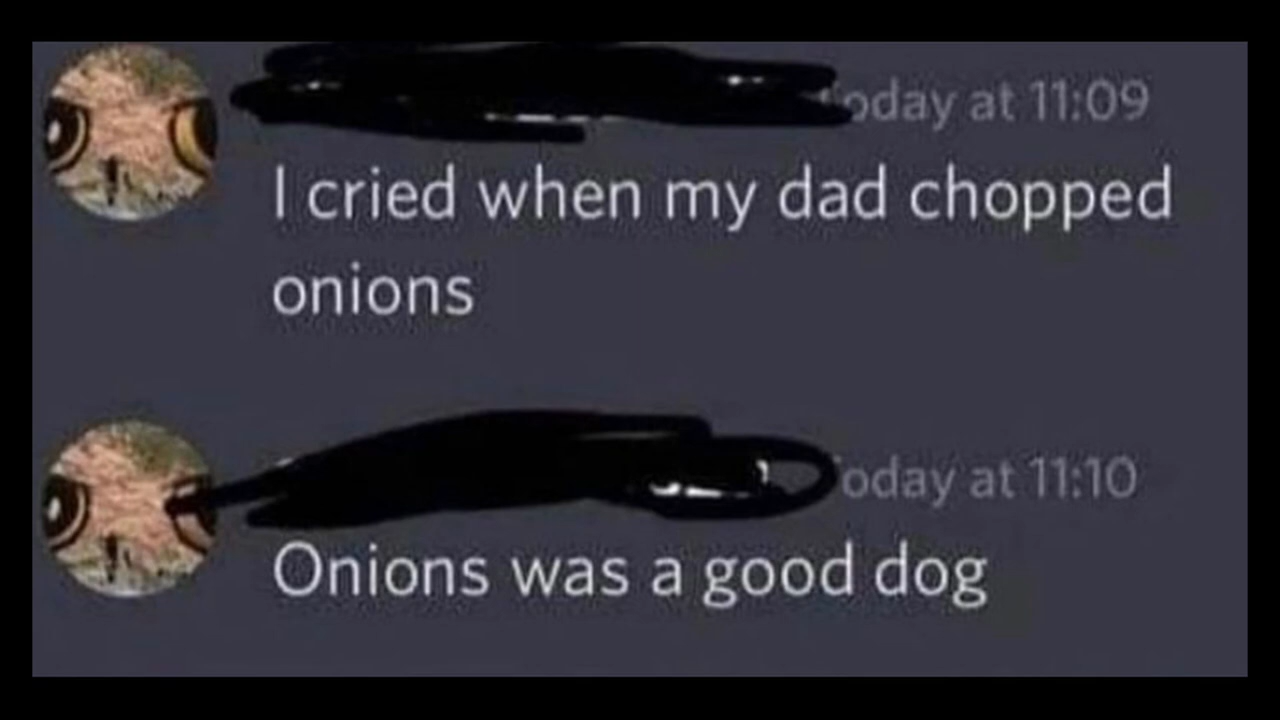 oday at 11:09
I cried when my dad chopped
onions
oday at 11:10
Onions was a good dog